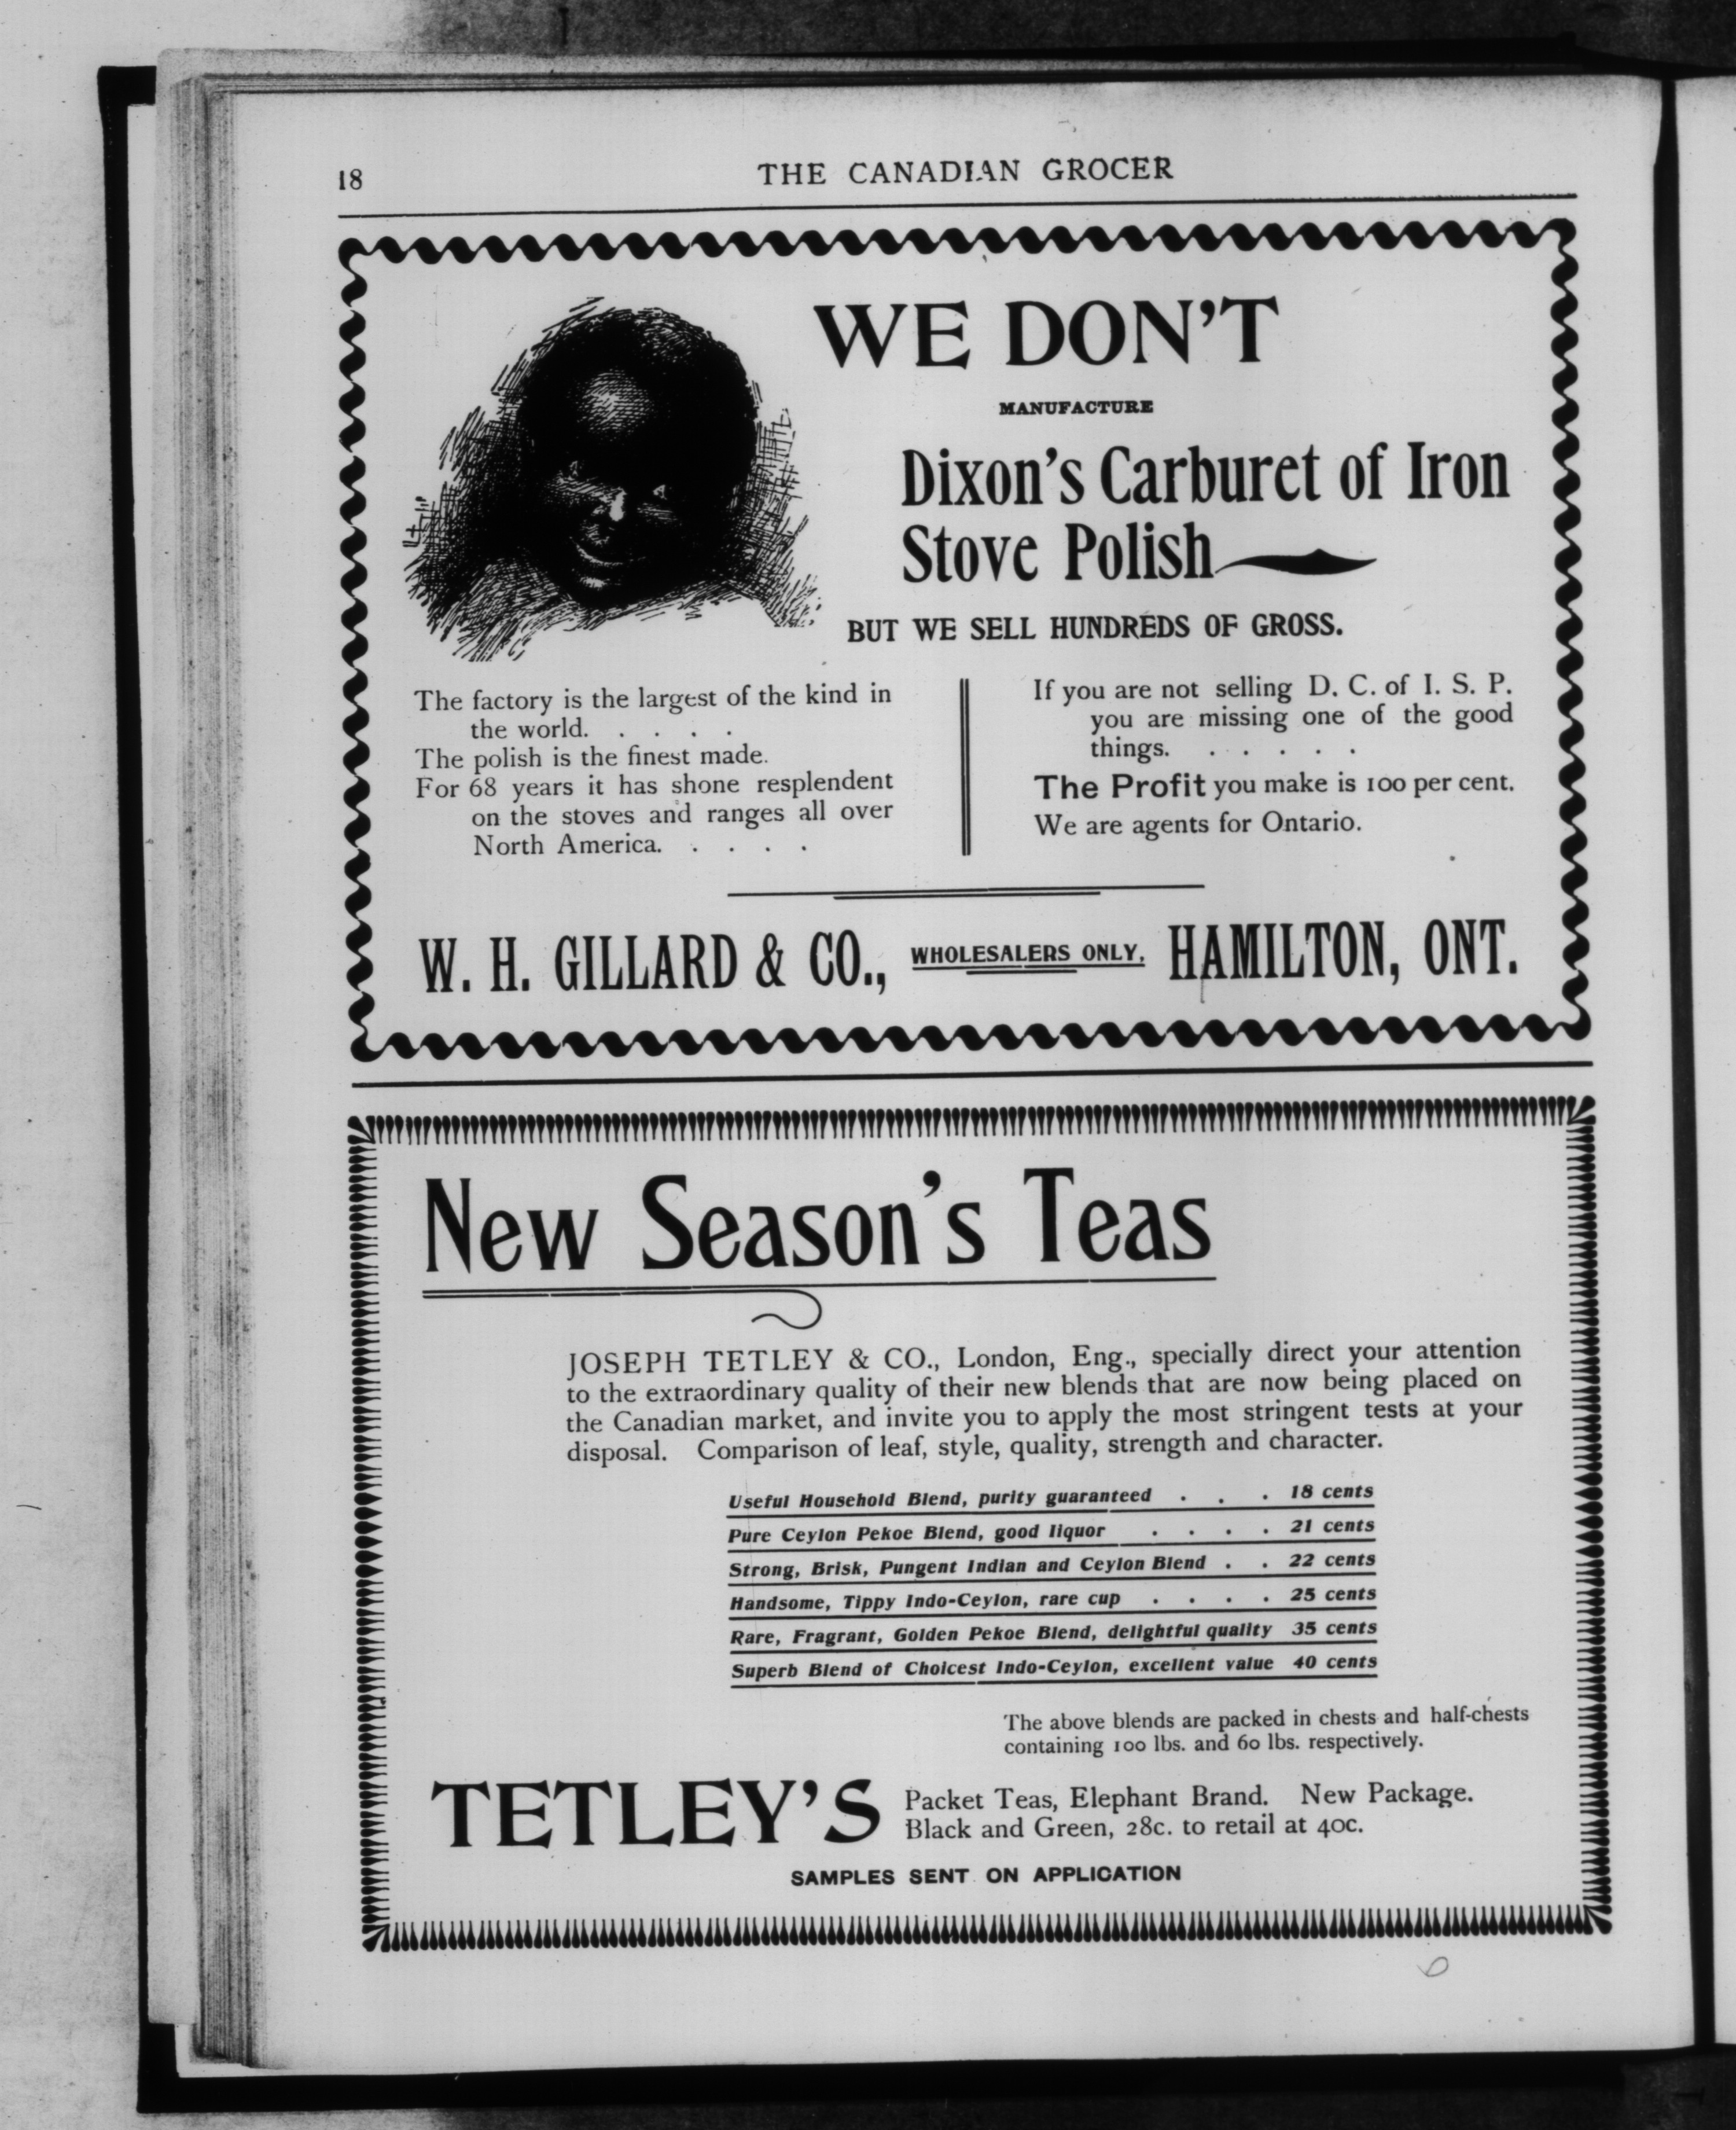 18
THE CANADIAN GROCER
WE DON'T
MANUFACTURE
Dixon's Carburet of Iron
Stove Polish
BUT WE SELL HUNDREDS OF GROSS.
The factory is the largest of the kind in
the world. . . . .
The polish is the finest made.
For 68 years it has shone resplendent
on the stoves and ranges all over
North America. . . . .
If you are not selling D. C. of I. S. P.
you are missing one of the good
things. . . . . .
The Profit you make is 100 per cent.
We are agents for Ontario.
W. H. GILLARD & CO., WHOLESALERS ONLY, HAMILTON, ONT.
New Season's Teas
JOSEPH TETLEY & CO., London, Eng., specially direct your attention
to the extraordinary quality of their new blends that are now being placed on
the Canadian market, and invite you to apply the most stringent tests at your
disposal. Comparison of leaf, style, quality, strength and character.
Useful Household Blend, purity guaranteed . . . 18 cents
Pure Ceylon Pekoe Blend, good liquor . . . . 21 cents
Strong, Brisk, Pungent Indian and Ceylon Blend . . 22 cents
Handsome, Tippy Indo-Ceylon, rare cup . . . . 25 cents
Rare, Fragrant, Golden Pekoe Blend, delightful quality 35 cents
Superb Blend of Choicest Indo-Ceylon, excellent value 40 cents
The above blends are packed in chests and half-chests
containing 100 lbs. and 60 lbs. respectively.
TETLEY'S
Packet Teas, Elephant Brand. New Package.
Black and Green, 28c. to retail at 40c.
SAMPLES SENT ON APPLICATION